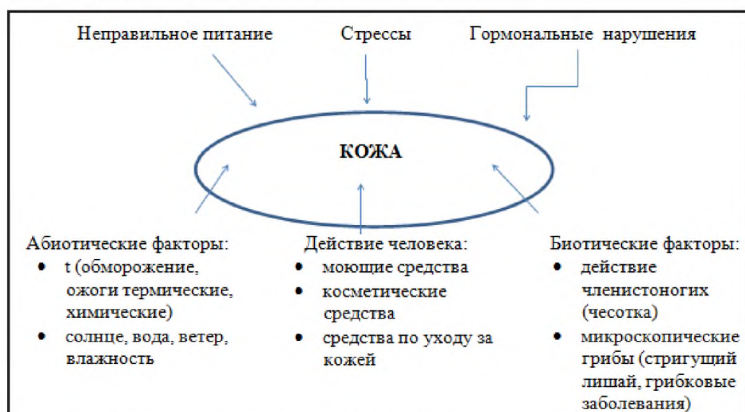 Неправильное питание
Стрессы
Гормональные нарушения
КОЖА
Абиотические факторы:
• t (обморожение,
ожоги термические,
химические)
• солнце, вода, ветер,
влажность
Действие человека:
• моющие средства
• косметические
средства
• средства по уходу за
кожей
Биотические факторы:
• действие
членистоногих
(чесотка)
• микроскопические
грибы (стригущий
лишай, грибковые
заболевания)